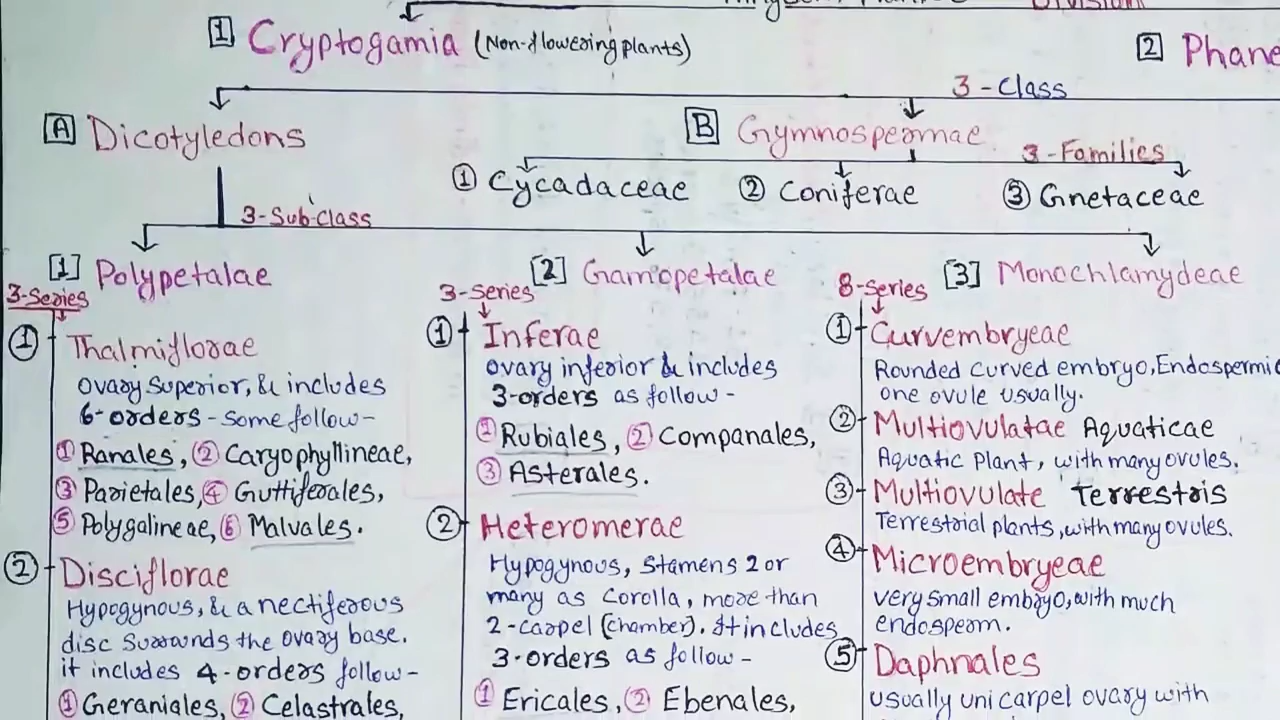 Division
1 Cryptogamia (Non-flowering plants)
2 Phane
3-Class
A Dicotyledons
B Gymnospermae
3-Families
① Cycadaceae ② Coniferae ③ Gnetaceae
3-Subclass
[1] Polypetalae
3-Series
① Thalmiflorae
Ovary Superior, & includes
6-orders - Some follow-
① Ranales, ② Caryophyllineae,
③ Parietales, ④ Guttiferales,
⑤ Polygalineae, ⑥ Malvales.
② Disciflorae
Hypogynous, & a nectiferous
disc Surrounds the ovary base.
it includes 4-orders follow-
① Geraniales, ② Celastrales,
[2] Gamopetalae
3-Series
① Inferae
ovary inferior & includes
3-orders as follow -
① Rubiales, ② Companales,
③ Asterales.
② Heteromerae
Hypogynous, Stamens 2 or
many as Corolla, more than
2-carpel (chamber). It includes
3-orders as follow -
① Ericales, ② Ebenales,
[3] Monochlamydeae
8-Series
① Curvembryeae
Rounded curved embryo, Endospermic
one ovule usually.
② Multiovulatae Aquaticae
Aquatic Plant, with many ovules.
③ Multiovulate Terrestris
Terrestrial plants, with many ovules.
④ Microembryeae
very small embryo, with much
endosperm.
⑤ Daphnales
usually uni carpel ovary with